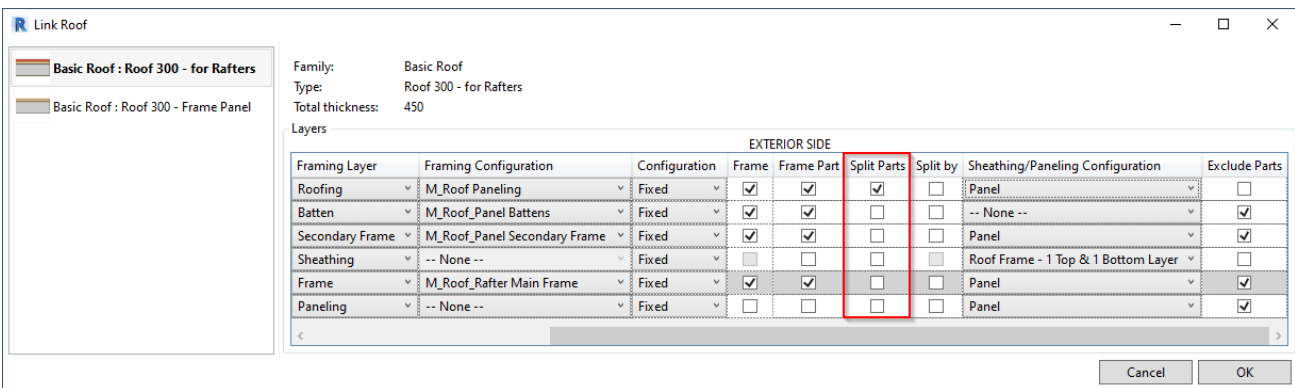 R Link Roof
Basic Roof : Roof 300 - for Rafters
Basic Roof : Roof 300 - Frame Panel
Family: Basic Roof
Type: Roof 300 - for Rafters
Total thickness: 450
Layers
EXTERIOR SIDE
Framing Layer Framing Configuration Configuration Frame Frame Part Split Parts Split by Sheathing/Paneling Configuration Exclude Parts
Roofing M_Roof Paneling Fixed Panel
Batten M_Roof_Panel Battens Fixed -- None --
Secondary Frame M_Roof_Panel Secondary Frame Fixed Panel
Sheathing -- None -- Fixed Roof Frame - 1 Top & 1 Bottom Layer
Frame M_Roof_Rafter Main Frame Fixed Panel
Paneling -- None -- Fixed Panel
Cancel OK